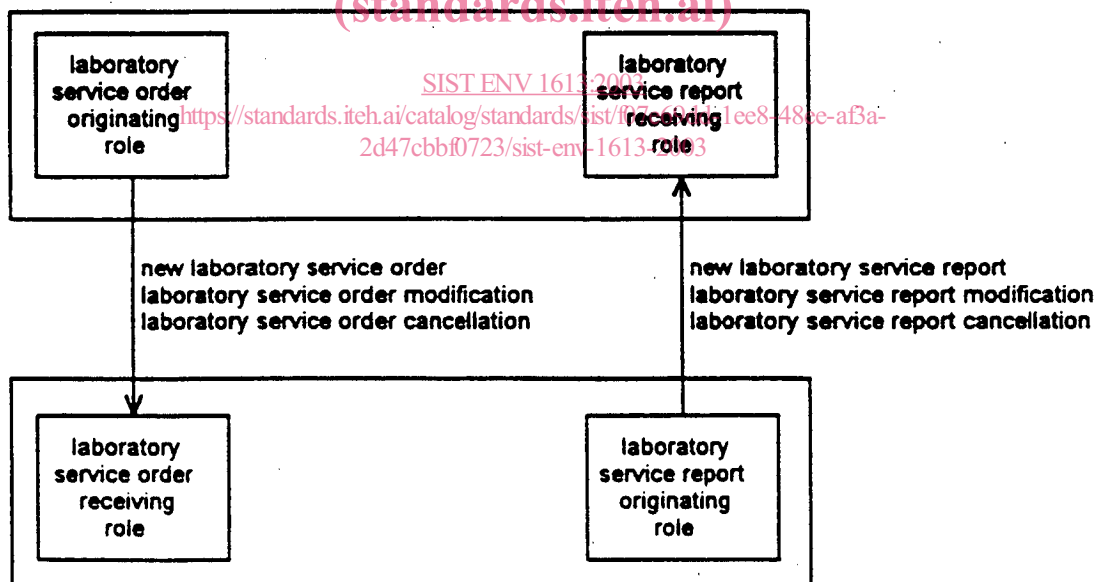 (standards.iteh.ai)
laboratory
service order
originating
role
laboratory
service report
receiving
role
SIST ENV 1613:2003
https://standards.iteh.ai/catalog/standards/sist/
1ee8-48ee-af3a-
2d47cbbf0723/sist-env-1613-2003
new laboratory service order
laboratory service order modification
laboratory service order cancellation
new laboratory service report
laboratory service report modification
laboratory service report cancellation
laboratory
service order
receiving
role
laboratory
service report
originating
role